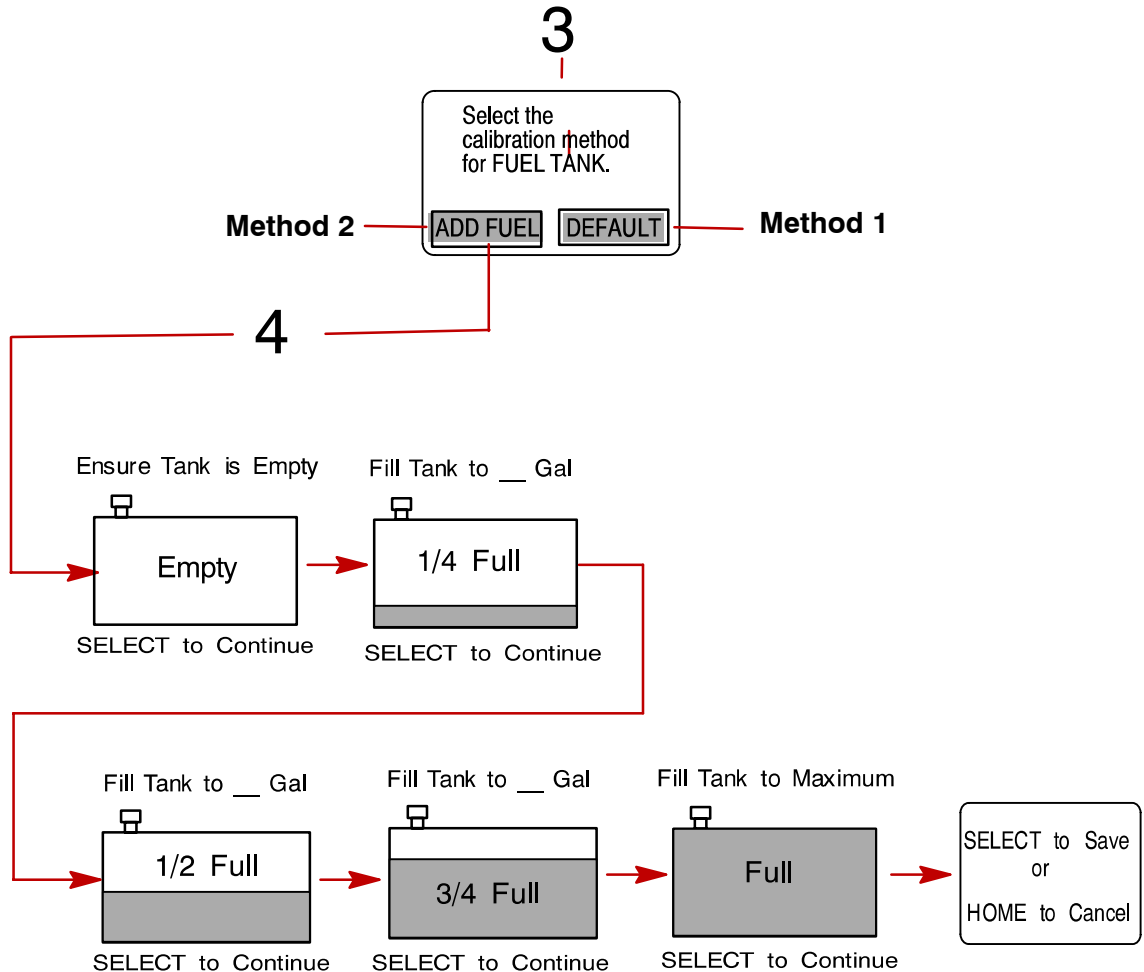 3
Select the
calibration method
for FUEL TANK.
Method 2
ADD FUEL
DEFAULT
Method 1
4
Ensure Tank is Empty
Empty
SELECT to Continue
Fill Tank to __ Gal
1/4 Full
SELECT to Continue
Fill Tank to __ Gal
1/2 Full
SELECT to Continue
Fill Tank to __ Gal
3/4 Full
SELECT to Continue
Fill Tank to Maximum
Full
SELECT to Continue
SELECT to Save
or
HOME to Cancel